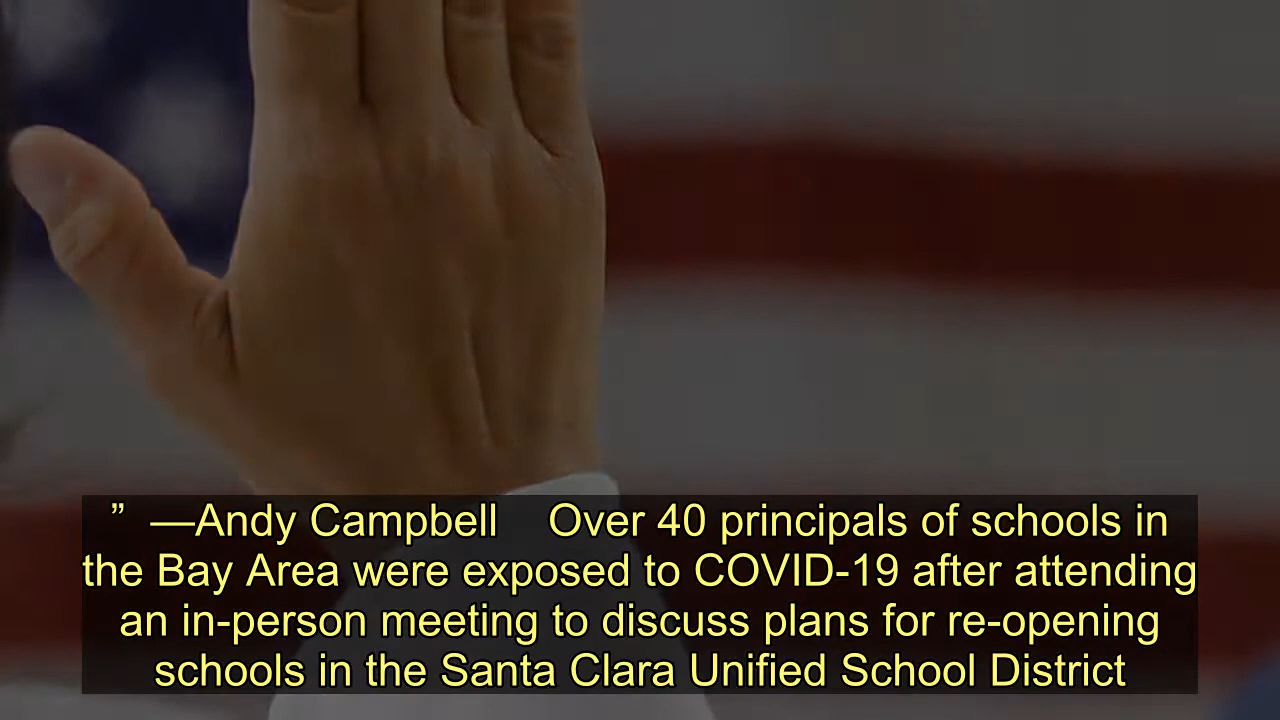 ” —Andy Campbell Over 40 principals of schools in
the Bay Area were exposed to COVID-19 after attending
an in-person meeting to discuss plans for re-opening
schools in the Santa Clara Unified School District